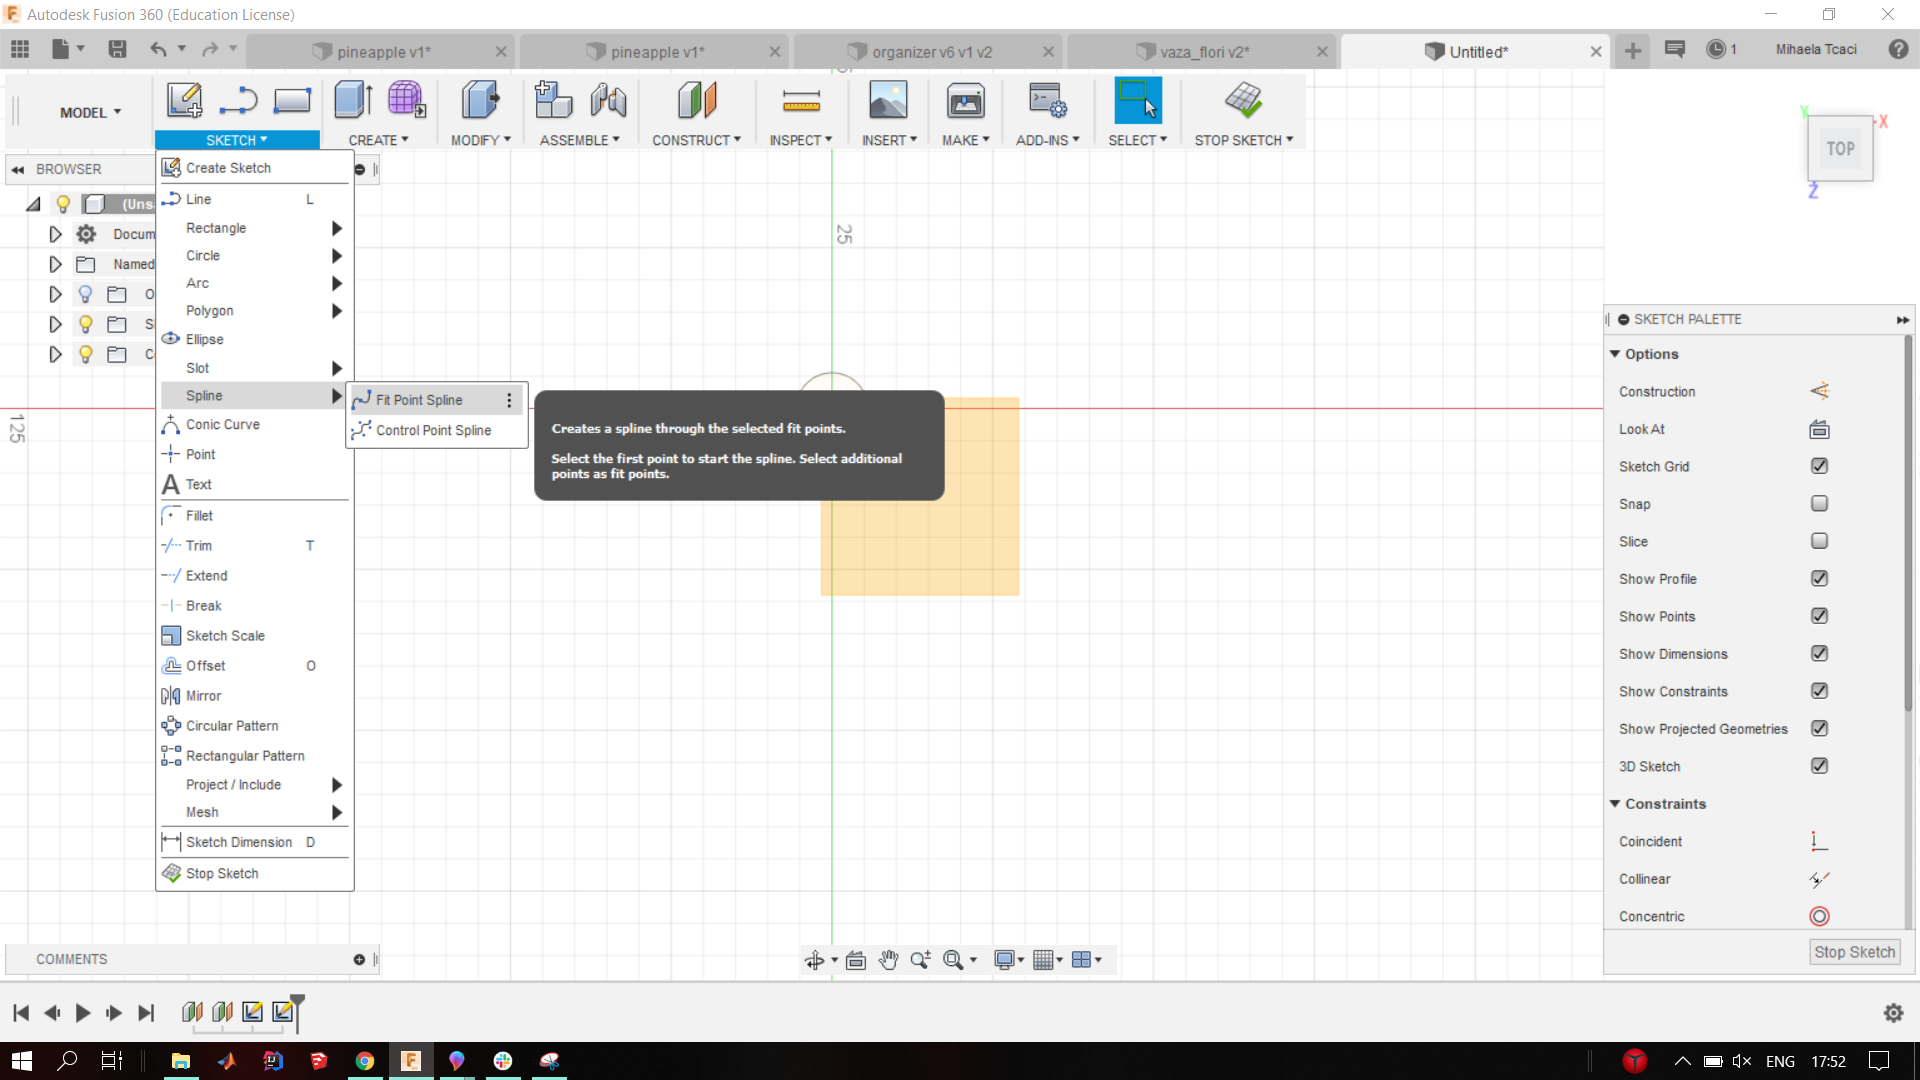 Autodesk Fusion 360 (Education License)
pineapple v1*
pineapple v1*
organizer v6 v1 v2
vaza_flori v2*
Untitled*
1
Mihaela Tcaci
MODEL
SKETCH
CREATE
MODIFY
ASSEMBLE
CONSTRUCT
INSPECT
INSERT
MAKE
ADD-INS
SELECT
STOP SKETCH
BROWSER
(Uns
Docum
Named
O
C
Create Sketch
Line L
Rectangle
Circle
Arc
Polygon
Ellipse
Slot
Spline
Conic Curve
Point
Text
Fillet
Trim T
Extend
Break
Sketch Scale
Offset O
Mirror
Circular Pattern
Rectangular Pattern
Project / Include
Mesh
Sketch Dimension D
Stop Sketch
Fit Point Spline
Control Point Spline
Creates a spline through the selected fit points.
Select the first point to start the spline. Select additional
points as fit points.
25
125
TOP
X
Y
Z
SKETCH PALETTE
Options
Construction
Look At
Sketch Grid
Snap
Slice
Show Profile
Show Points
Show Dimensions
Show Constraints
Show Projected Geometries
3D Sketch
Constraints
Coincident
Collinear
Concentric
Stop Sketch
COMMENTS
ENG
17:52